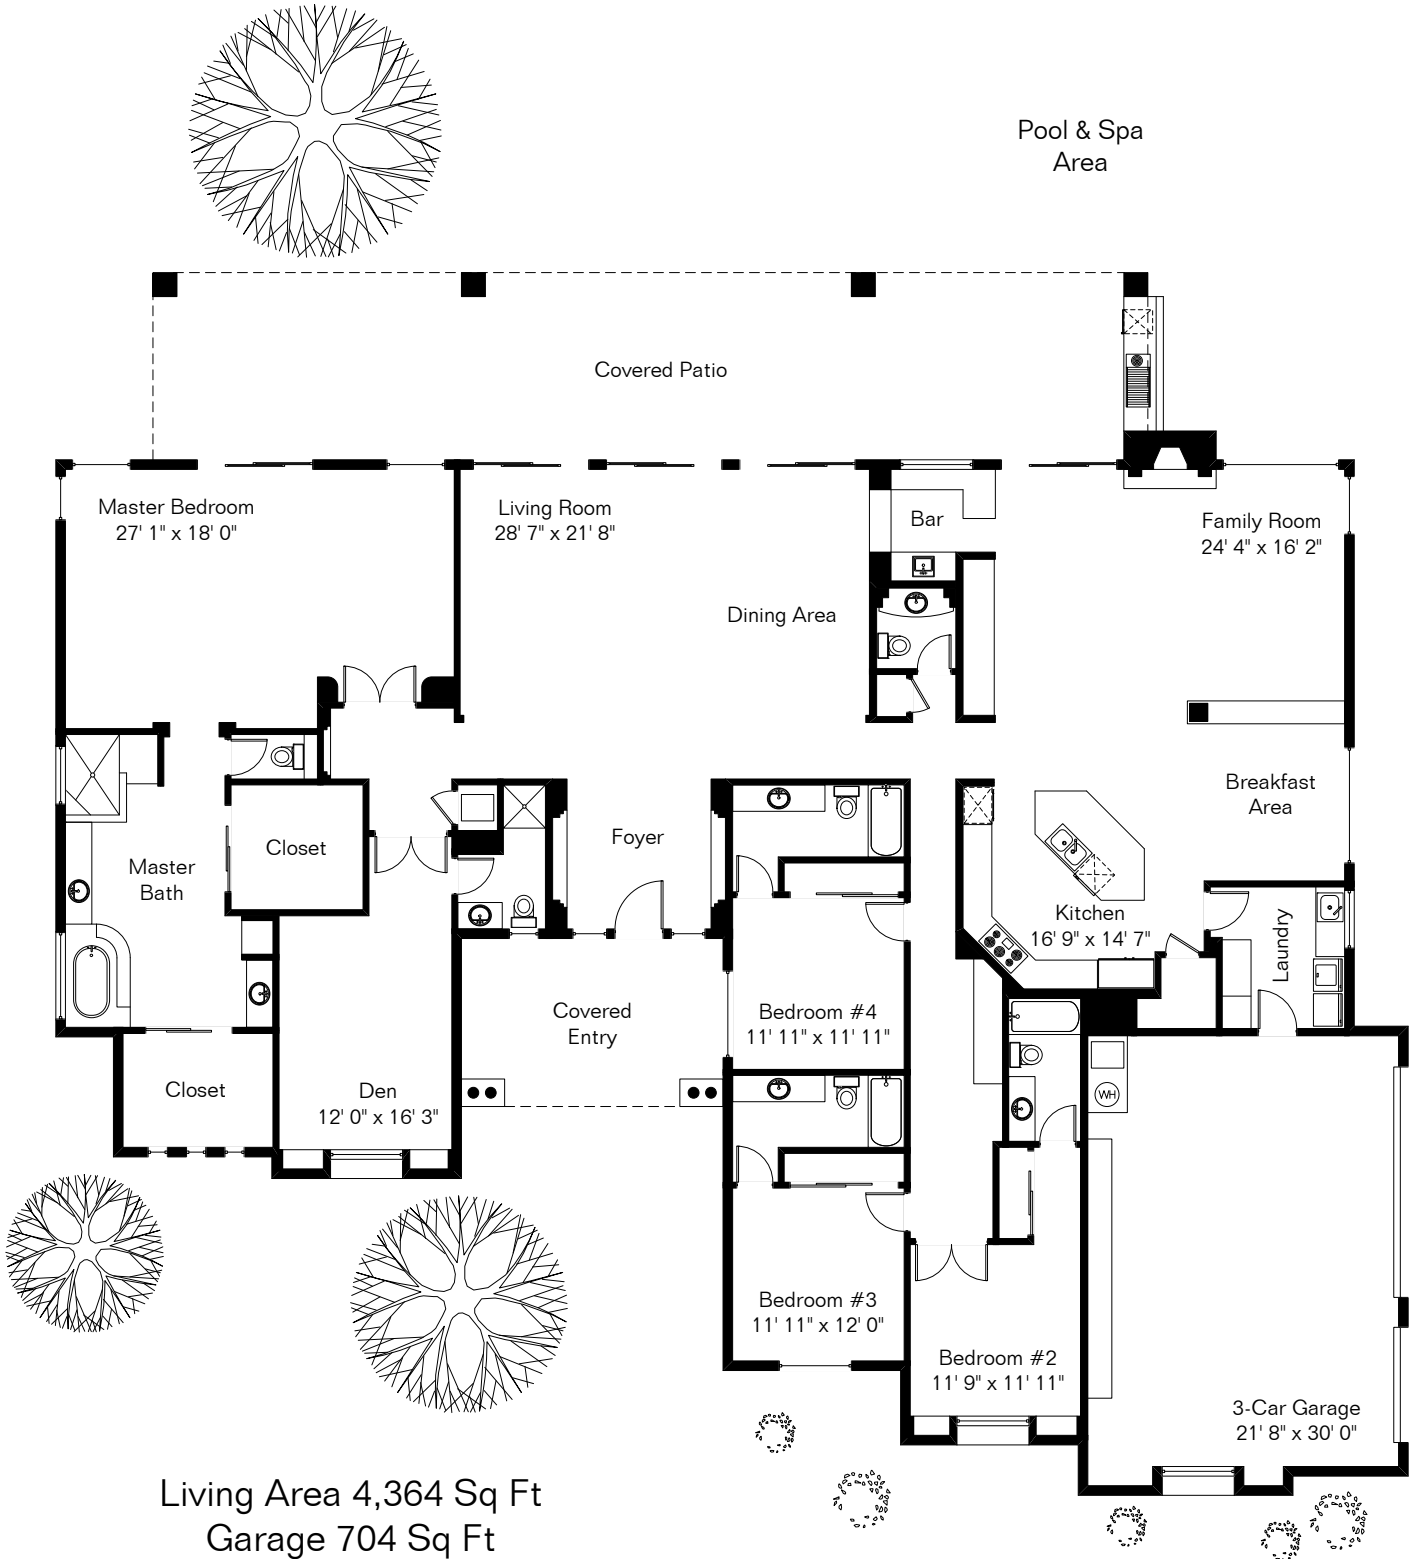 Pool & Spa
Area
Covered Patio
Master Bedroom
27' 1" x 18' 0"
Living Room
28' 7" x 21' 8"
Bar
Family Room
24' 4" x 16' 2"
Dining Area
Breakfast
Area
Foyer
Closet
Master
Bath
Kitchen
16' 9" x 14' 7"
Laundry
Covered
Entry
Bedroom #4
11' 11" x 11' 11"
Closet
Den
12' 0" x 16' 3"
WH
Bedroom #3
11' 11" x 12' 0"
Bedroom #2
11' 9" x 11' 11"
3-Car Garage
21' 8" x 30' 0"
Living Area 4,364 Sq Ft
Garage 704 Sq Ft